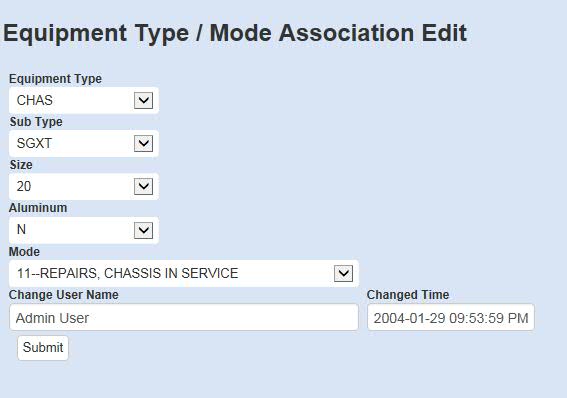 Equipment Type / Mode Association Edit
Equipment Type
CHAS
Sub Type
SGXT
Size
20
Aluminum
N
Mode
11--REPAIRS, CHASSIS IN SERVICE
Change User Name Changed Time
Admin User 2004-01-29 09:53:59 PM
Submit